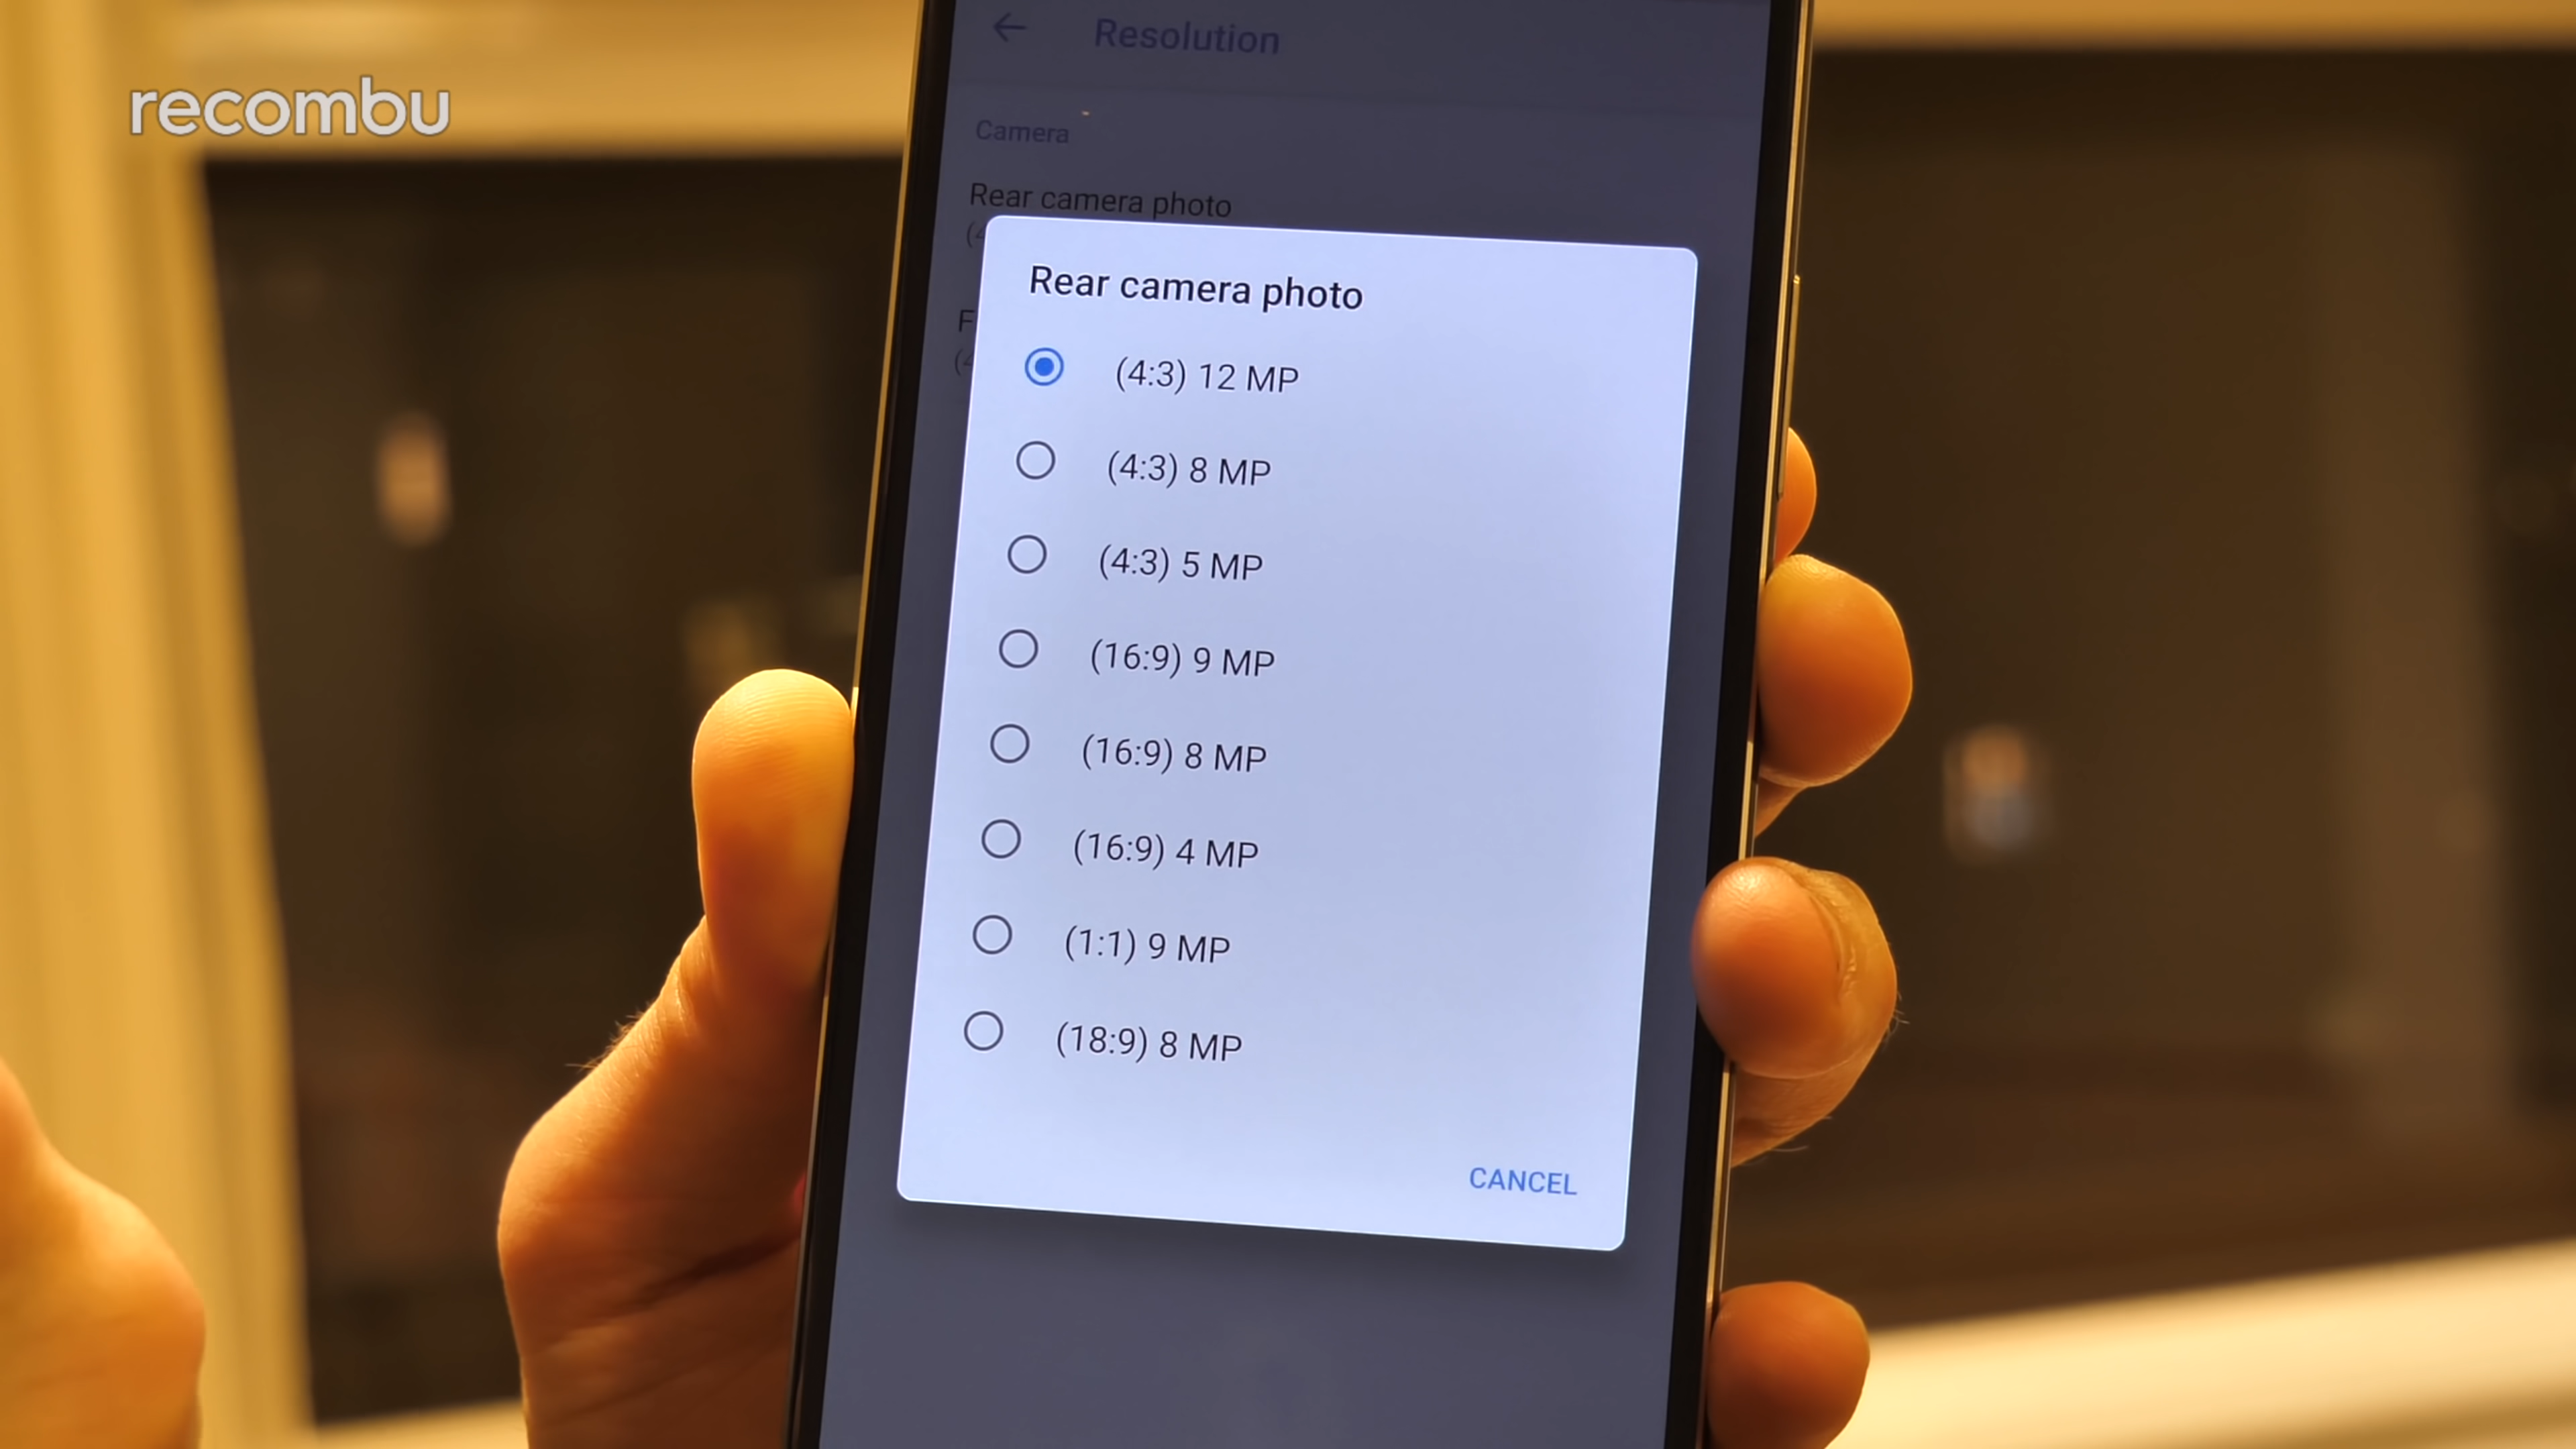 recombu
Resolution
Camera
Rear camera photo
Rear camera photo
(4:3) 12 MP
(4:3) 8 MP
(4:3) 5 MP
(16:9) 9 MP
(16:9) 8 MP
(16:9) 4 MP
(1:1) 9 MP
(18:9) 8 MP
CANCEL